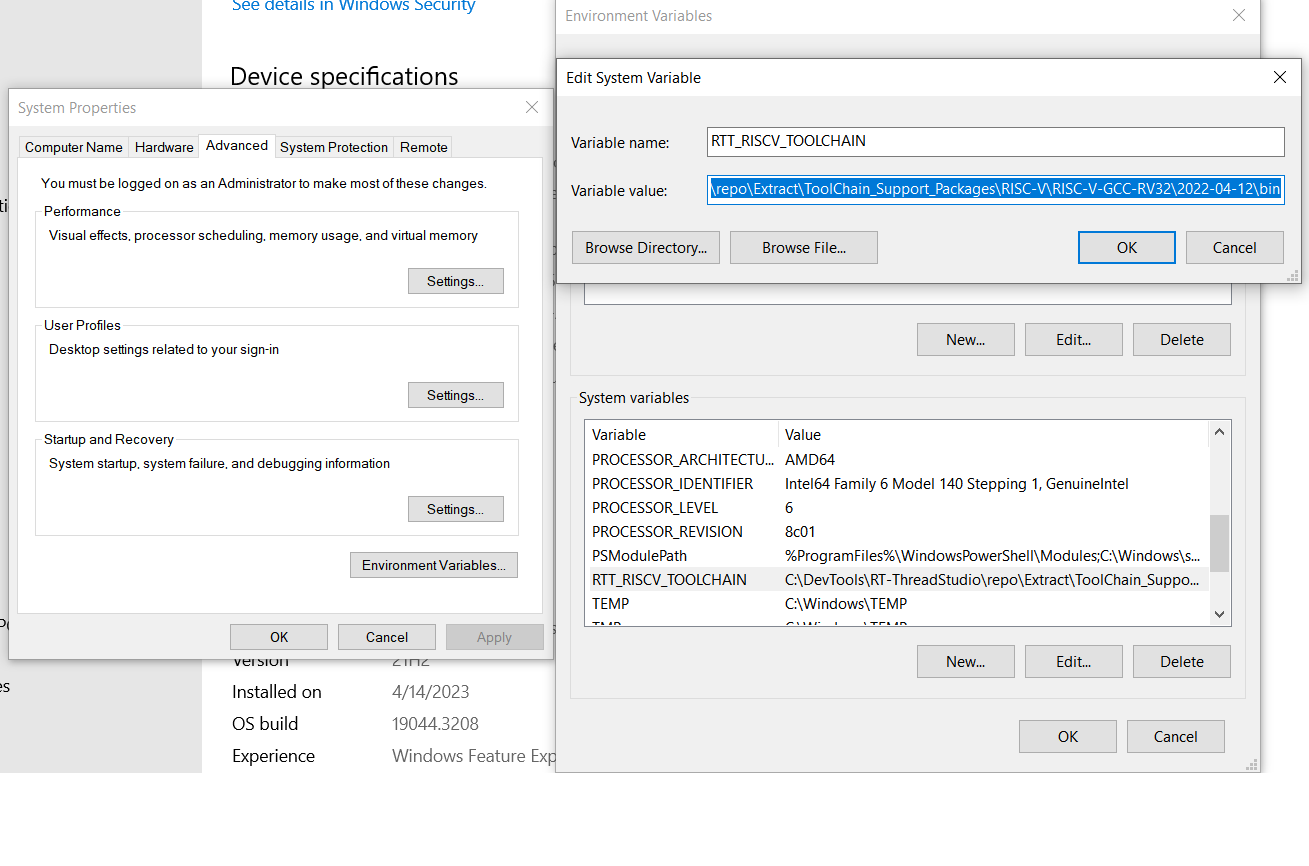 See details in Windows Security
Device specifications
System Properties
Computer Name
Hardware
Advanced
System Protection
Remote
You must be logged on as an Administrator to make most of these changes.
Performance
Visual effects, processor scheduling, memory usage, and virtual memory
Settings...
User Profiles
Desktop settings related to your sign-in
Settings...
Startup and Recovery
System startup, system failure, and debugging information
Settings...
Environment Variables...
OK
Cancel
Apply
Version 21H2
Installed on 4/14/2023
OS build 19044.3208
Experience Windows Feature Exp
Environment Variables
Edit System Variable
Variable name: RTT_RISCV_TOOLCHAIN
Variable value: \repo\Extract\ToolChain_Support_Packages\RISC-V\RISC-V-GCC-RV32\2022-04-12\bin
Browse Directory... Browse File... OK Cancel
New... Edit... Delete
System variables
Variable Value
PROCESSOR_ARCHITECTU... AMD64
PROCESSOR_IDENTIFIER Intel64 Family 6 Model 140 Stepping 1, GenuineIntel
PROCESSOR_LEVEL 6
PROCESSOR_REVISION 8c01
PSModulePath %ProgramFiles%\WindowsPowerShell\Modules;C:\Windows\s...
RTT_RISCV_TOOLCHAIN C:\DevTools\RT-ThreadStudio\repo\Extract\ToolChain_Suppo...
TEMP C:\Windows\TEMP
TMP C:\Windows\TEMP
New... Edit... Delete
OK Cancel